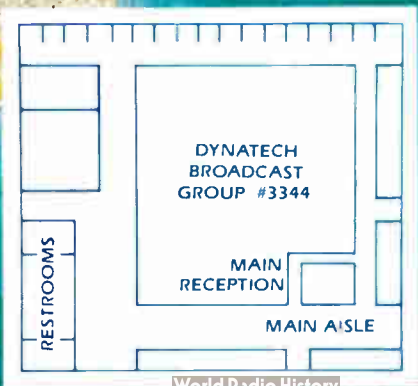 DYNATECH
BROADCAST
GROUP #3344
MAIN
RECEPTION
RESTROOMS
MAIN AISLE
World Radio History